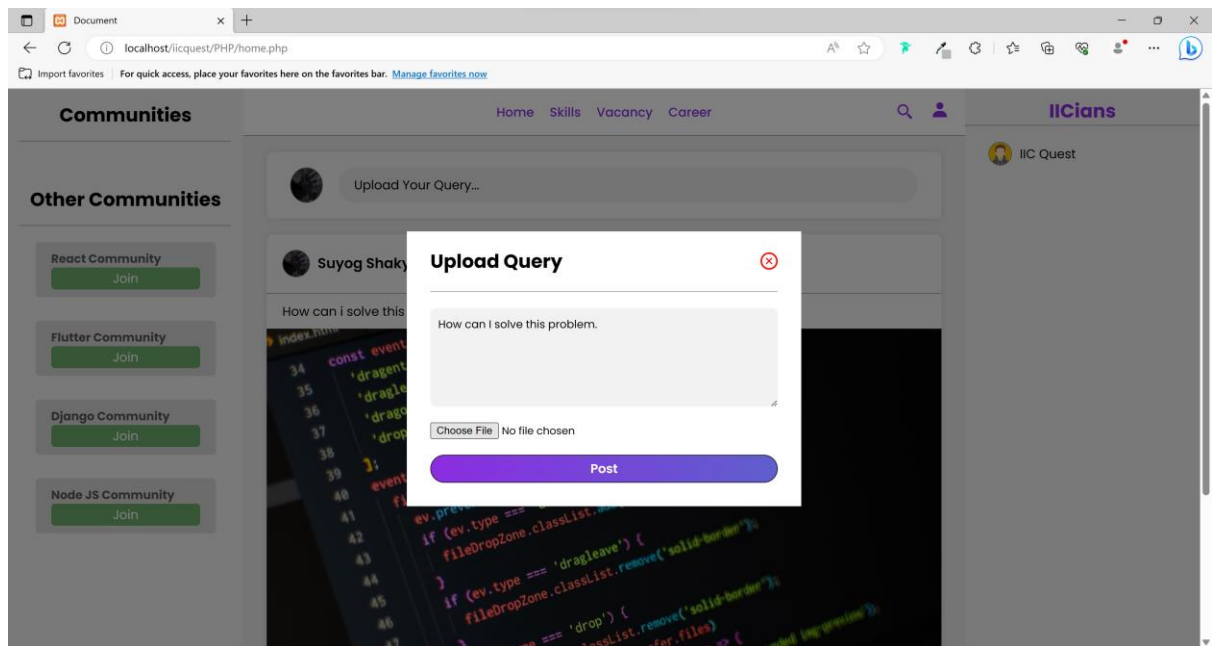 Document
localhost/iicquest/PHP/home.php
Import favorites For quick access, place your favorites here on the favorites bar. Manage favorites now
Communities
Other Communities
React Community
Join
Flutter Community
Join
Django Community
Join
Node JS Community
Join
Home Skills Vacancy Career
Upload Your Query...
Suyog Shaky
How can i solve this
Upload Query
How can I solve this problem.
Choose File No file chosen
Post
index.htm
34 const event
35 'dragent
36 'dragle
37 'drago
38 'drop
39 ];
40 event
41 ev.prev
42 if (ev.type ===
43 fileDropZone.classList.
44 }
45 if (ev.type === 'dragleave') {
46 fileDropZone.classList.remove('solid-border');
47 }
=== 'drop') {
.remove('solid-border');
fer.files)
IICians
IIC Quest